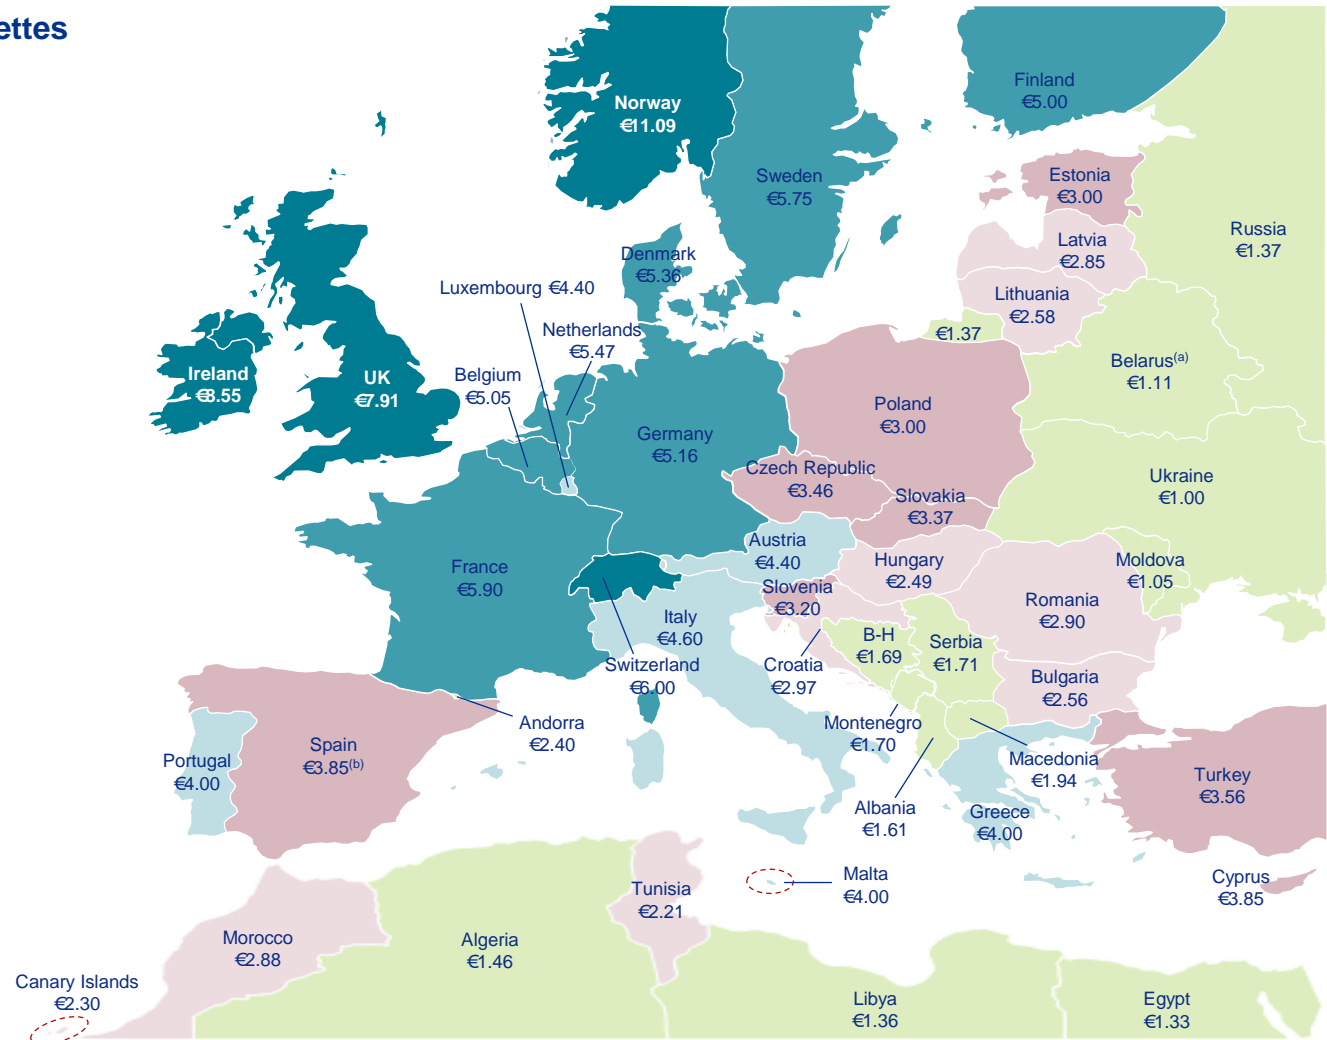 ettes
Norway
€11.09
Finland
€5.00
Sweden
€5.75
Estonia
€3.00
Russia
€1.37
Latvia
€2.85
Denmark
€5.36
Luxembourg €4.40
Lithuania
€2.58
Netherlands
€5.47
€1.37
Belarus(a)
€1.11
Ireland
€8.55
UK
€7.91
Belgium
€5.05
Poland
€3.00
Germany
€5.16
Czech Republic
€3.46
Ukraine
€1.00
Slovakia
€3.37
Austria
€4.40
Hungary
€2.49
Moldova
€1.05
France
€5.90
Slovenia
€3.20
Romania
€2.90
Italy
€4.60
B-H
€1.69
Serbia
€1.71
Switzerland
€6.00
Croatia
€2.97
Bulgaria
€2.56
Andorra
€2.40
Montenegro
€1.70
Spain
€3.85(b)
Portugal
€4.00
Macedonia
€1.94
Turkey
€3.56
Albania
€1.61
Greece
€4.00
Malta
€4.00
Cyprus
€3.85
Tunisia
€2.21
Morocco
€2.88
Algeria
€1.46
Canary Islands
€2.30
Libya
€1.36
Egypt
€1.33